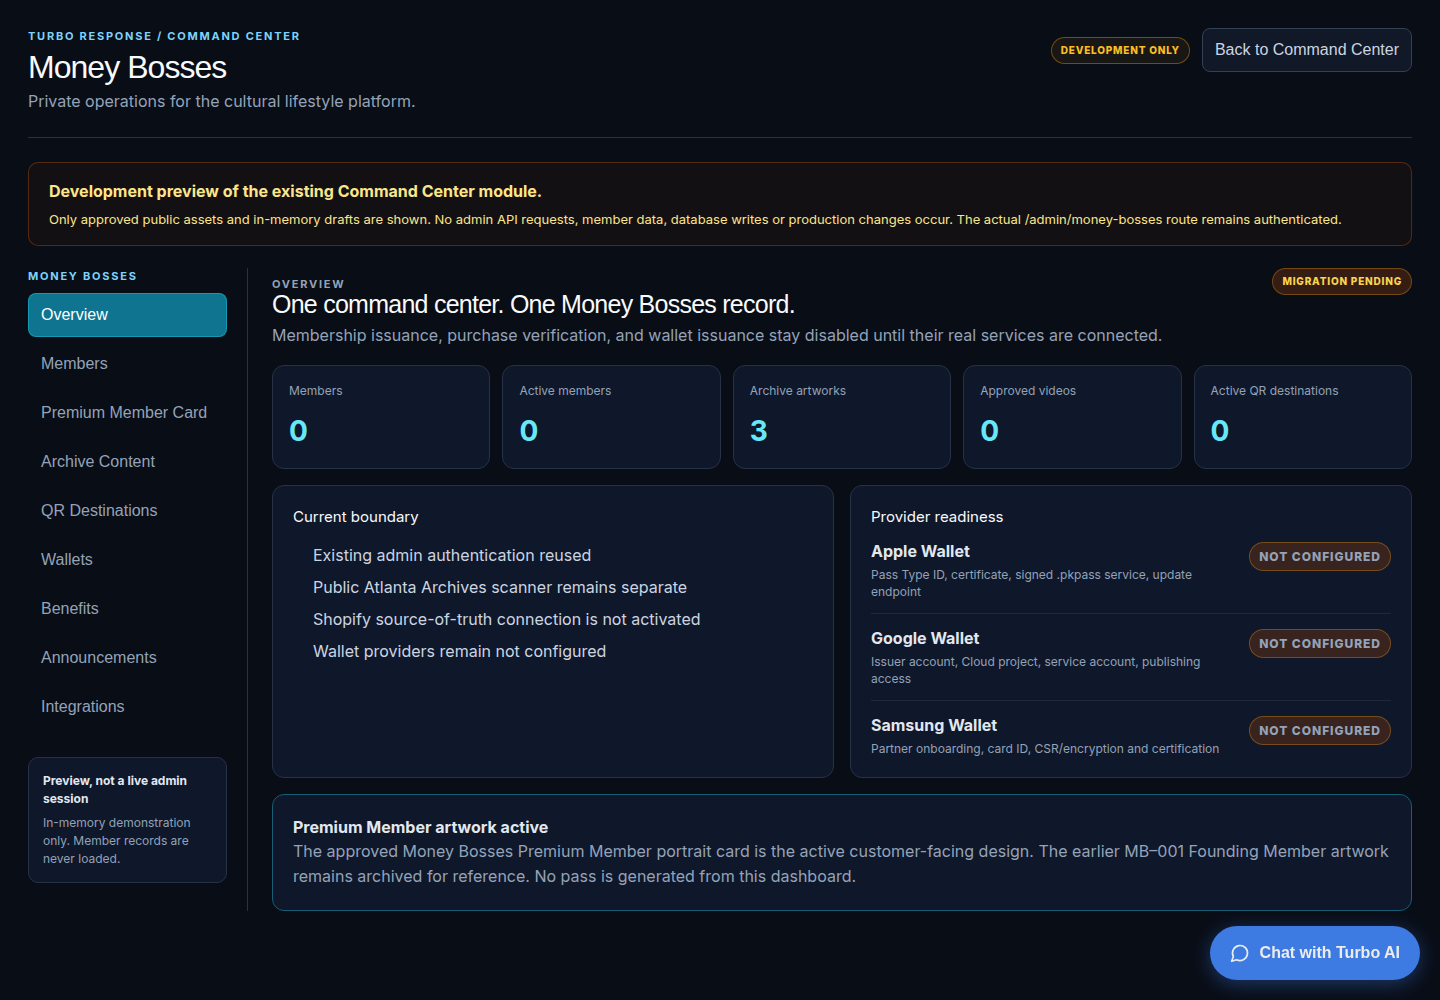 TURBO RESPONSE / COMMAND CENTER
Money Bosses
Private operations for the cultural lifestyle platform.
DEVELOPMENT ONLY
Back to Command Center
Development preview of the existing Command Center module.
Only approved public assets and in-memory drafts are shown. No admin API requests, member data, database writes or production changes occur. The actual /admin/money-bosses route remains authenticated.
MONEY BOSSES
Overview
Members
Premium Member Card
Archive Content
QR Destinations
Wallets
Benefits
Announcements
Integrations
Preview, not a live admin
session
In-memory demonstration
only. Member records are
never loaded.
OVERVIEW
One command center. One Money Bosses record.
Membership issuance, purchase verification, and wallet issuance stay disabled until their real services are connected.
MIGRATION PENDING
Members
0
Active members
0
Archive artworks
3
Approved videos
0
Active QR destinations
0
Current boundary
Existing admin authentication reused
Public Atlanta Archives scanner remains separate
Shopify source-of-truth connection is not activated
Wallet providers remain not configured
Provider readiness
Apple Wallet
Pass Type ID, certificate, signed .pkpass service, update
endpoint
NOT CONFIGURED
Google Wallet
Issuer account, Cloud project, service account, publishing
access
NOT CONFIGURED
Samsung Wallet
Partner onboarding, card ID, CSR/encryption and certification
NOT CONFIGURED
Premium Member artwork active
The approved Money Bosses Premium Member portrait card is the active customer-facing design. The earlier MB–001 Founding Member artwork
remains archived for reference. No pass is generated from this dashboard.
Chat with Turbo AI